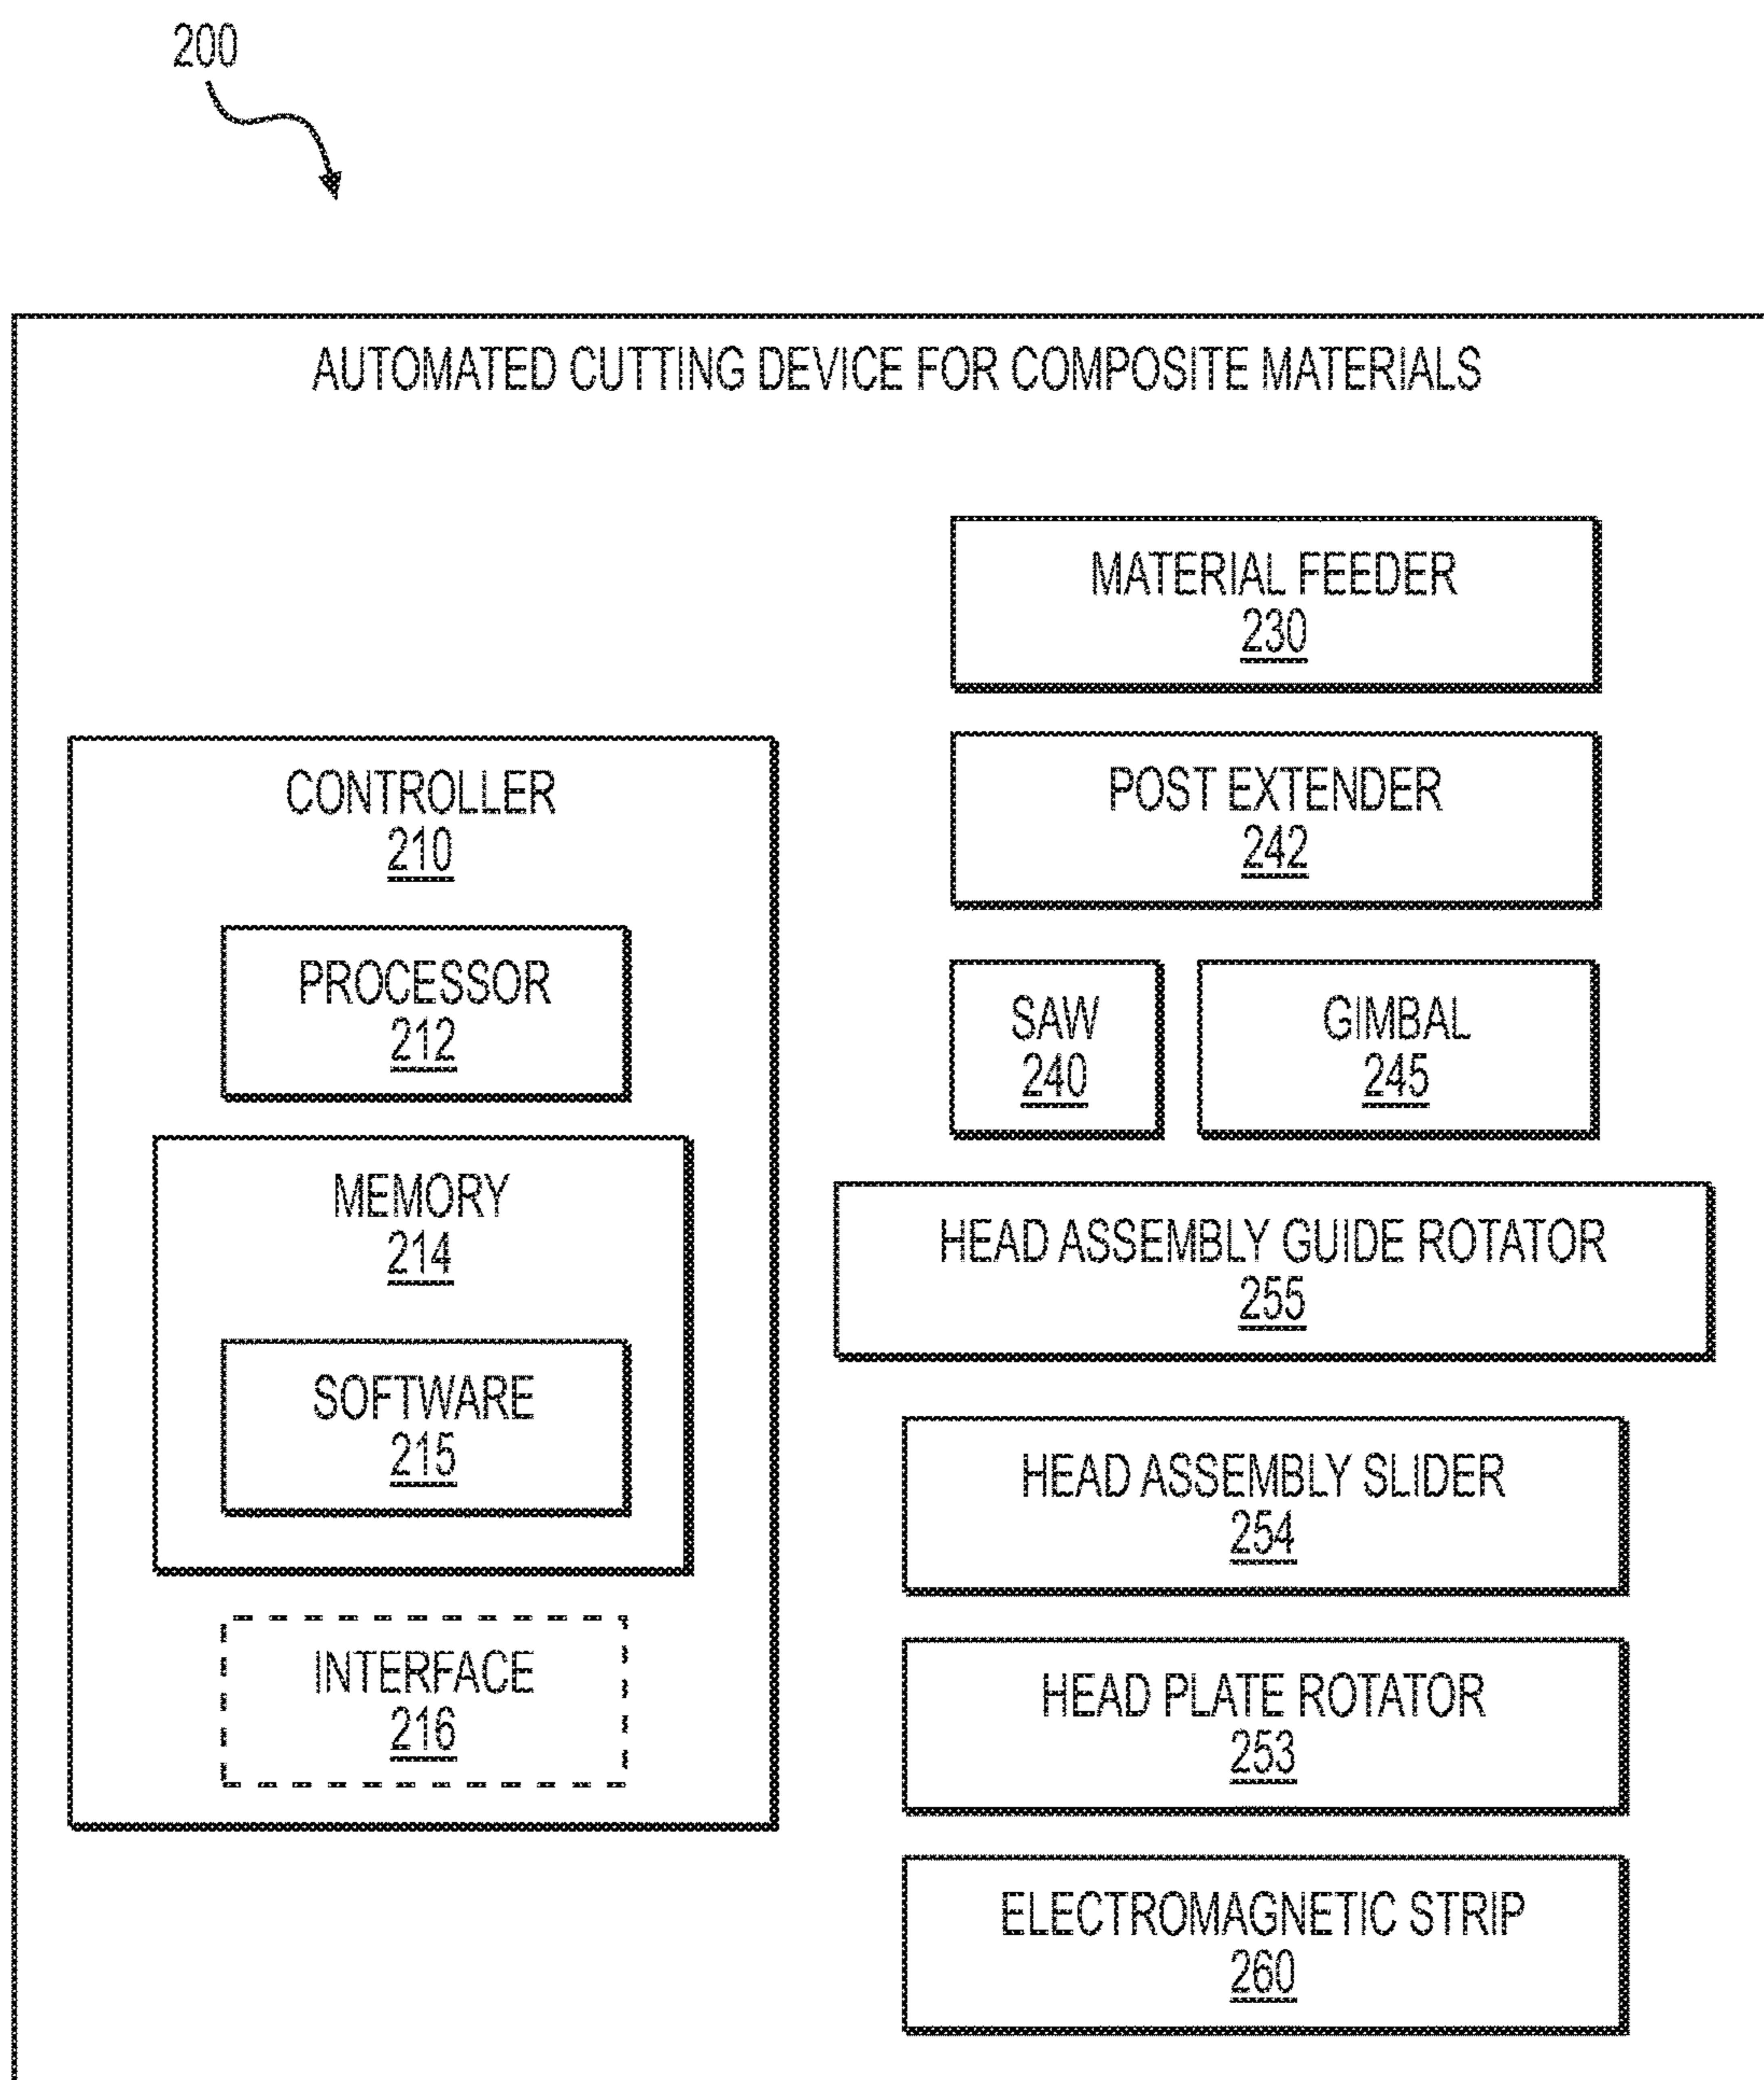 200
AUTOMATED CUTTING DEVICE FOR COMPOSITE MATERIALS
CONTROLLER
210
PROCESSOR
212
MEMORY
214
SOFTWARE
215
INTERFACE
216
MATERIAL FEEDER
230
POST EXTENDER
242
SAW
240
GIMBAL
245
HEAD ASSEMBLY GUIDE ROTATOR
255
HEAD ASSEMBLY SLIDER
254
HEAD PLATE ROTATOR
253
ELECTROMAGNETIC STRIP
260